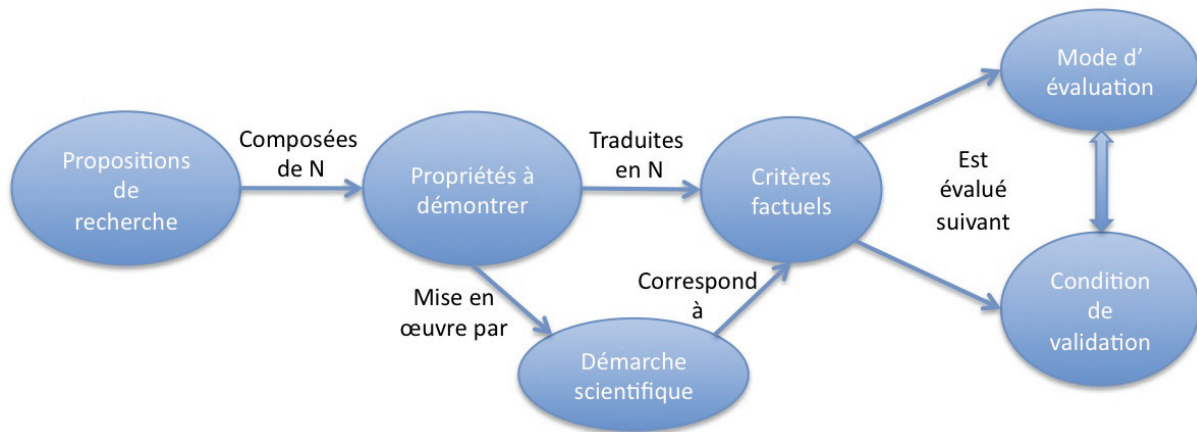 Propositions
de
recherche
Composées
de N
Propriétés à
démontrer
Traduites
en N
Critères
factuels
Mode d’
évaluation
Est
évalué
suivant
Condition
de
validation
Mise en
œuvre par
Correspond
à
Démarche
scientifique